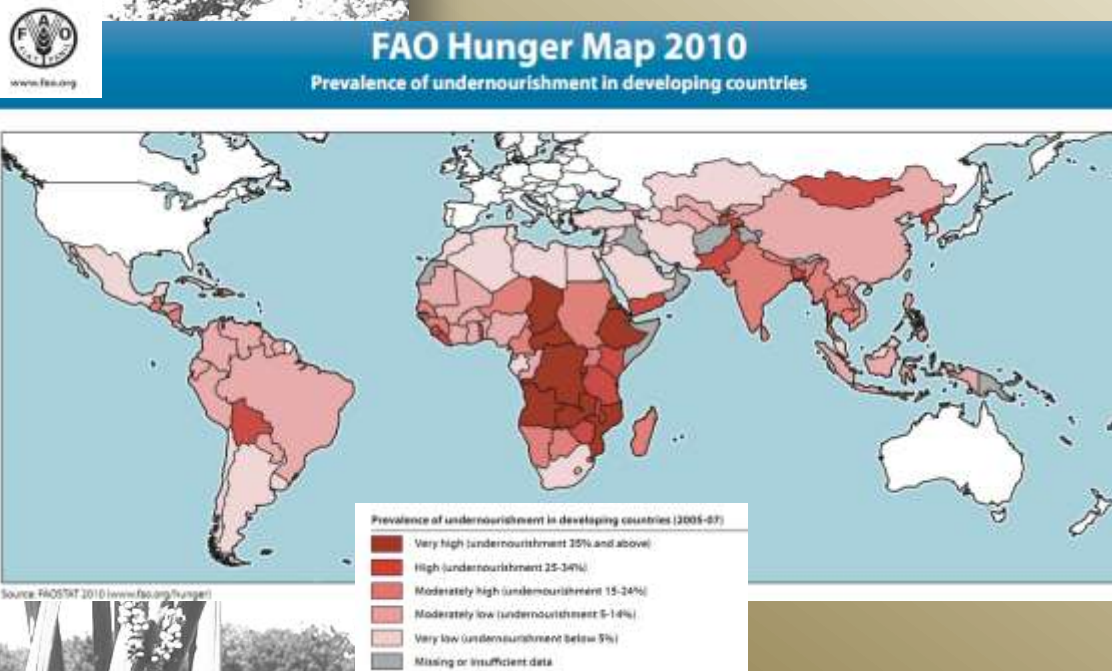 F A O
www.fao.org
FAO Hunger Map 2010
Prevalence of undernourishment in developing countries
Source: FAOSTAT 2010 (www.fao.org/hunger)
Prevalence of undernourishment in developing countries (2005-07)
Very high (undernourishment 35% and above)
High (undernourishment 25-34%)
Moderately high (undernourishment 15-24%)
Moderately low (undernourishment 5-14%)
Very low (undernourishment below 5%)
Missing or insufficient data